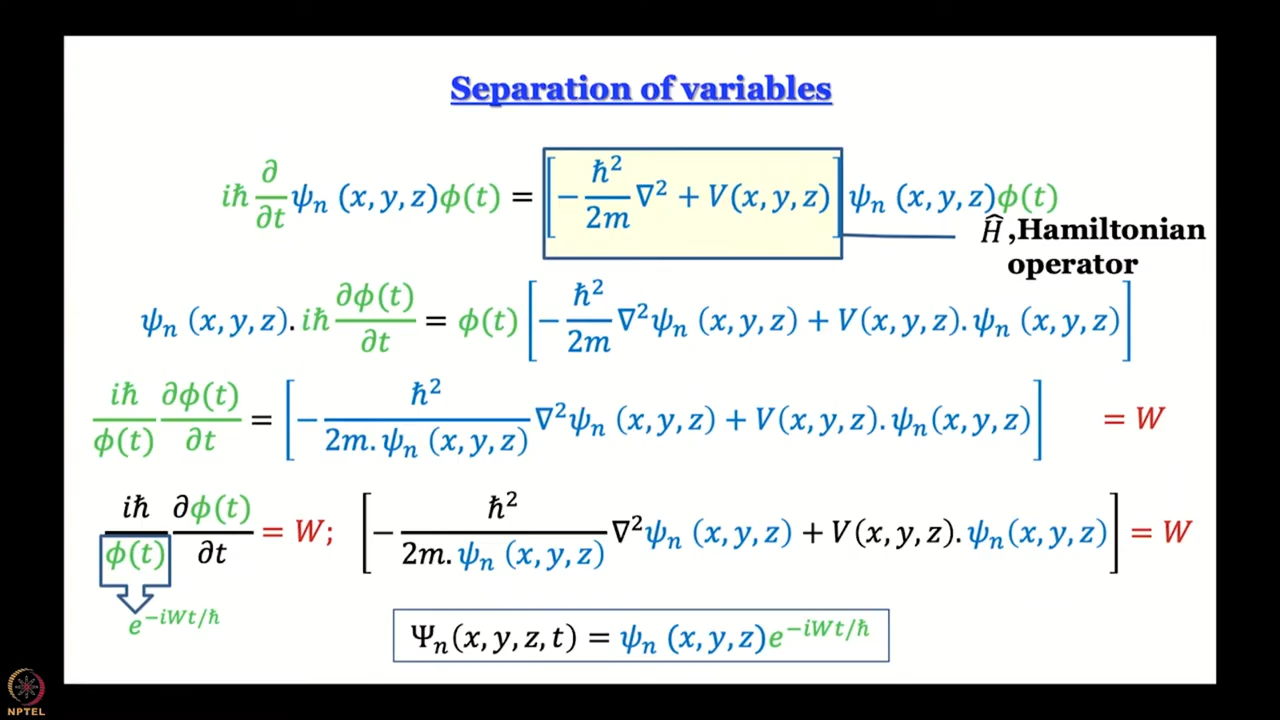 Separation of variables
iħ ∂/∂t ψₙ (x, y, z)ϕ(t) = [−ħ²/2m ∇² + V(x, y, z)] ψₙ (x, y, z)ϕ(t)
Ĥ ,Hamiltonian
operator
ψₙ (x, y, z). iħ ∂ϕ(t)/∂t = ϕ(t) [−ħ²/2m ∇²ψₙ (x, y, z) + V(x, y, z). ψₙ (x, y, z)]
iħ/ϕ(t) ∂ϕ(t)/∂t = [−ħ²/2m. ψₙ (x, y, z) ∇²ψₙ (x, y, z) + V(x, y, z). ψₙ(x, y, z)] = W
iħ/ϕ(t) ∂ϕ(t)/∂t = W; [−ħ²/2m. ψₙ (x, y, z) ∇²ψₙ (x, y, z) + V(x, y, z). ψₙ(x, y, z)] = W
e^{−iWt/ħ}
Ψₙ(x, y, z, t) = ψₙ (x, y, z)e^{−iWt/ħ}
NPTEL